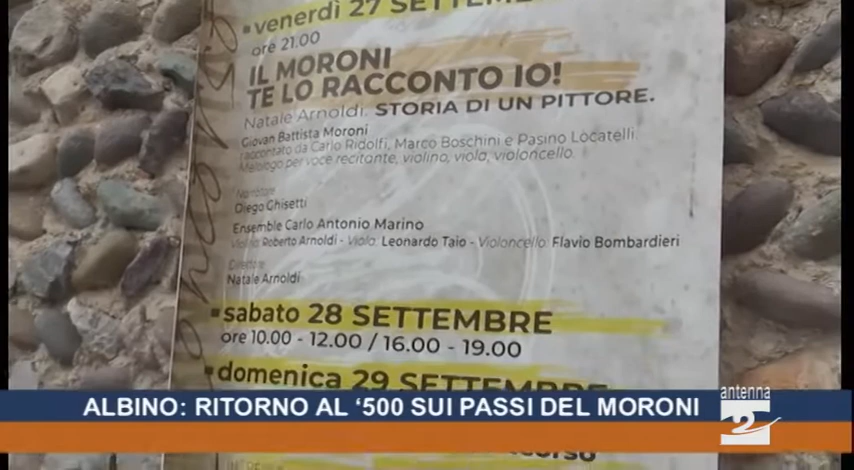 venerdì 27 SETTEMBRE
ore 21.00
IL MORONI
TE LO RACCONTO IO!
Natale Arnoldi: STORIA DI UN PITTORE.
Giovan Battista Moroni
raccontato da Carlo Ridolfi, Marco Boschini e Pasino Locatelli.
Melologo per voce recitante, violino, viola, violoncello
Narratore
Diego Ghisetti
Ensemble Carlo Antonio Marino
Violino Roberto Arnoldi - Viola: Leonardo Taio - Violoncello: Flavio Bombardieri
Direttore
Natale Arnoldi
sabato 28 SETTEMBRE
ore 10.00 - 12.00 / 16.00 - 19.00
domenica 29 SETTEMBRE
ALBINO: RITORNO AL ‘500 SUI PASSI DEL MORONI
antenna
2